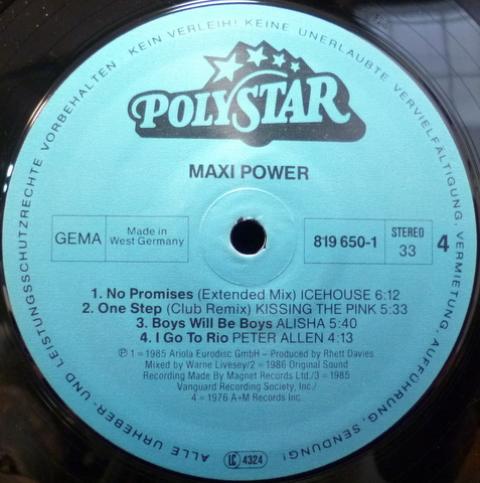 ALLE URHEBER- UND LEISTUNGSSCHUTZRECHTE VORBEHALTEN · KEIN VERLEIH! KEINE UNERLAUBTE VERVIELFÄLTIGUNG, VERMIETUNG, AUFFÜHRUNG, SENDUNG!
POLYSTAR
MAXI POWER
GEMA
Made in
West Germany
819 650-1
STEREO
33
4
1. No Promises (Extended Mix) ICEHOUSE 6:12
2. One Step (Club Remix) KISSING THE PINK 5:33
3. Boys Will Be Boys ALISHA 5:40
4. I Go To Rio PETER ALLEN 4:13
Ⓟ 1 = 1985 Ariola Eurodisc GmbH – Produced by Rhett Davies
Mixed by Warne Livesey/2 = 1986 Original Sound
Recording Made By Magnet Records Ltd./3 = 1985
Vanguard Recording Society, Inc./
4 = 1976 A+M Records Inc.
LC 4324